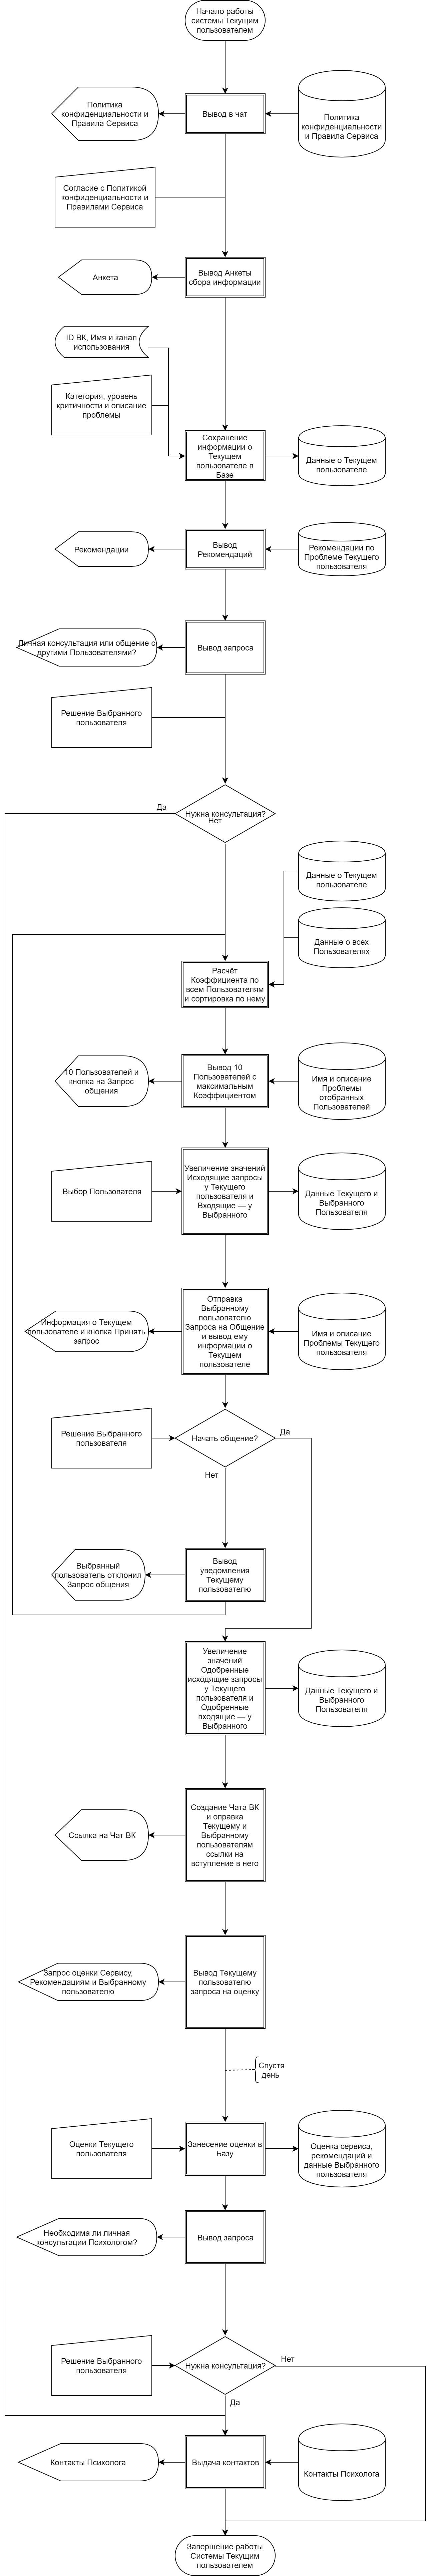 Начало работы
системы Текущим
пользователем
Политика
конфиденциальности и
Правила Сервиса
Вывод в чат
Политика
конфиденциальности
и Правила Сервиса
Согласие с Политикой
конфиденциальности и
Правилами Сервиса
Анкета
Вывод Анкеты
сбора информации
ID ВК, Имя и канал
использования
Категория, уровень
критичности и описание
проблемы
Сохранение
информации о
Текущем
пользователе в
Базе
Данные о Текущем
пользователе
Рекомендации
Вывод
Рекомендаций
Рекомендации по
Проблеме Текущего
пользователя
Личная консультация или общение с
другими Пользователями?
Вывод запроса
Решение Выбранного
пользователя
Да
Нужна консультация?
Нет
Данные о Текущем
пользователе
Данные о всех
Пользователях
Расчёт
Коэффициента по
всем Пользователям
и сортировка по нему
10 Пользователей и
кнопка на Запрос
общения
Вывод 10
Пользователей с
максимальным
Коэффициентом
Имя и описание
Проблемы
отобранных
Пользователей
Выбор Пользователя
Увеличение значений
Исходящие запросы
у Текущего
пользователя и
Входящие — у
Выбранного
Данные Текущего и
Выбранного
Пользователя
Информация о Текущем
пользователе и кнопка Принять
запрос
Отправка
Выбранному
пользователю
Запроса на Общение
и вывод ему
информации о
Текущем
пользователе
Имя и описание
Проблемы Текущего
пользователя
Решение Выбранного
пользователя
Начать общение?
Да
Нет
Выбранный
пользователь отклонил
Запрос общения
Вывод
уведомления
Текущему
пользователю
Увеличение
значений
Одобренные
исходящие запросы
у Текущего
пользователя и
Одобренные
входящие — у
Выбранного
Данные Текущего и
Выбранного
Пользователя
Ссылка на Чат ВК
Создание Чата ВК
и оправка
Текущему и
Выбранному
пользователям
ссылки на
вступление в него
Запрос оценки Сервису,
Рекомендациям и Выбранному
пользователю
Вывод Текущему
пользователю
запроса на оценку
Спустя
день
Оценки Текущего
пользователя
Занесение оценки в
Базу
Оценка сервиса,
рекомендаций и
данные Выбранного
пользователя
Необходима ли личная
консультации Психологом?
Вывод запроса
Решение Выбранного
пользователя
Нужна консультация?
Нет
Да
Контакты Психолога
Выдача контактов
Контакты Психолога
Завершение работы
Системы Текущим
пользователем